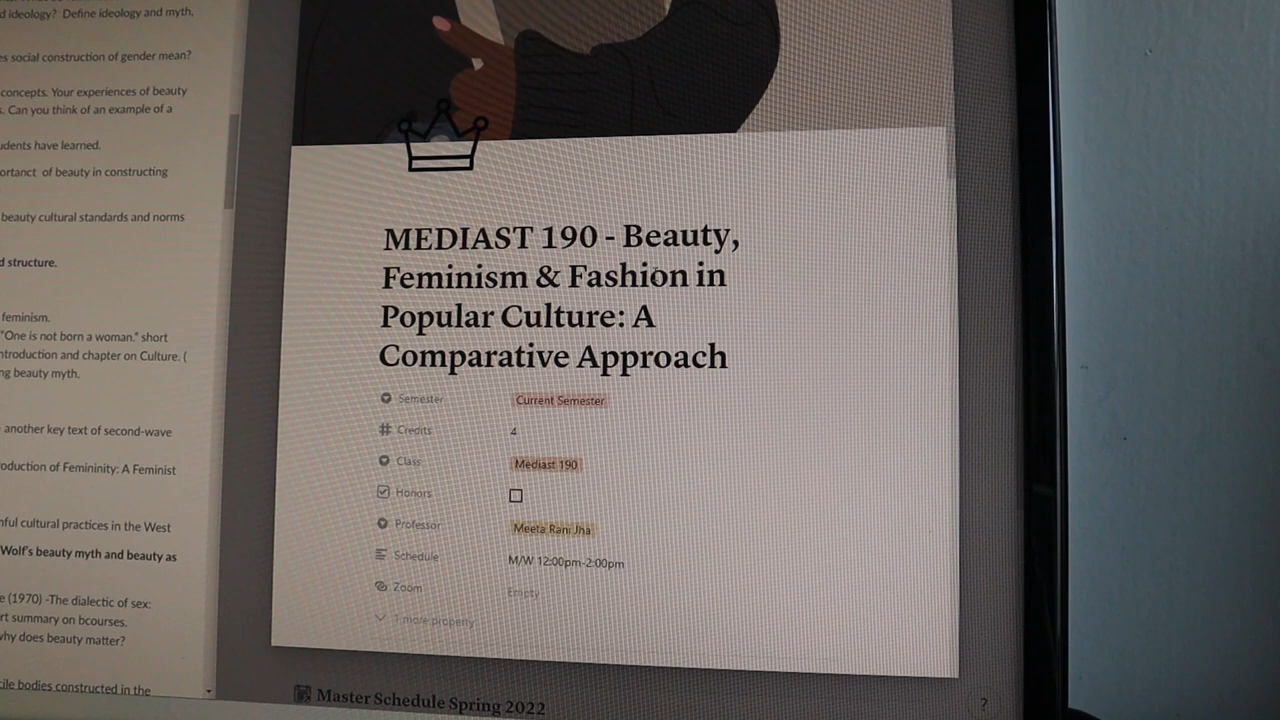 d ideology? Define ideology and myth,
es social construction of gender mean?
concepts. Your experiences of beauty
s. Can you think of an example of a
udents have learned.
ortanct of beauty in constructing
beauty cultural standards and norms
d structure.
feminism.
"One is not born a woman." short
ntroduction and chapter on Culture. (
ng beauty myth.
another key text of second-wave
oduction of Femininity: A Feminist
nful cultural practices in the West
Wolf's beauty myth and beauty as
e (1970) -The dialectic of sex:
rt summary on bcourses.
why does beauty matter?
cile bodies constructed in the
MEDIAST 190 - Beauty,
Feminism & Fashion in
Popular Culture: A
Comparative Approach
Semester Current Semester
Credits 4
Class Mediast 190
Honors
Professor Meeta Rani Jha
Schedule M/W 12:00pm-2:00pm
Zoom Empty
1 more property
Master Schedule Spring 2022
?